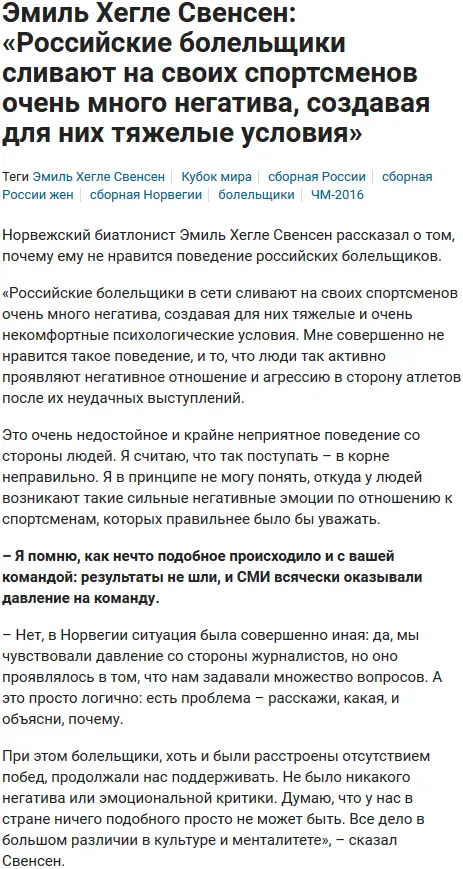 Эмиль Хегле Свенсен:
«Российские болельщики
сливают на своих спортсменов
очень много негатива, создавая
для них тяжелые условия»
Теги Эмиль Хегле Свенсен Кубок мира сборная России сборная
России жен сборная Норвегии болельщики ЧМ-2016
Норвежский биатлонист Эмиль Хегле Свенсен рассказал о том,
почему ему не нравится поведение российских болельщиков.
«Российские болельщики в сети сливают на своих спортсменов
очень много негатива, создавая для них тяжелые и очень
некомфортные психологические условия. Мне совершенно не
нравится такое поведение, и то, что люди так активно
проявляют негативное отношение и агрессию в сторону атлетов
после их неудачных выступлений.
Это очень недостойное и крайне неприятное поведение со
стороны людей. Я считаю, что так поступать – в корне
неправильно. Я в принципе не могу понять, откуда у людей
возникают такие сильные негативные эмоции по отношению к
спортсменам, которых правильнее было бы уважать.
– Я помню, как нечто подобное происходило и с вашей
командой: результаты не шли, и СМИ всячески оказывали
давление на команду.
– Нет, в Норвегии ситуация была совершенно иная: да, мы
чувствовали давление со стороны журналистов, но оно
проявлялось в том, что нам задавали множество вопросов. А
это просто логично: есть проблема – расскажи, какая, и
объясни, почему.
При этом болельщики, хоть и были расстроены отсутствием
побед, продолжали нас поддерживать. Не было никакого
негатива или эмоциональной критики. Думаю, что у нас в
стране ничего подобного просто не может быть. Все дело в
большом различии в культуре и менталитете», – сказал
Свенсен.